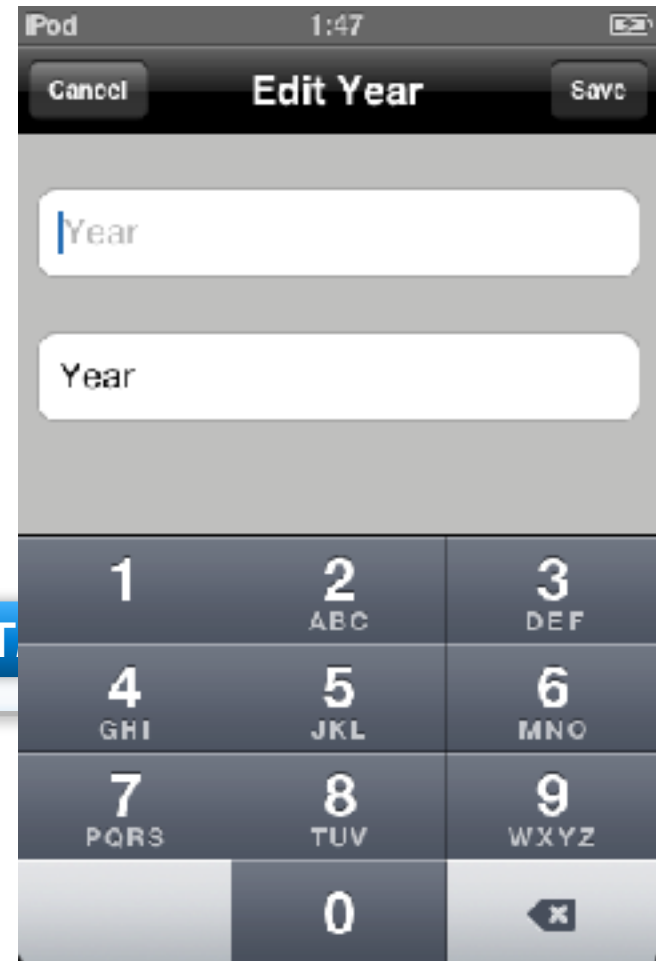 iPod 1:47
Cancel Edit Year Save
Year
Year
1 2 3
ABC DEF
T
4 5 6
GHI JKL MNO
7 8 9
PQRS TUV WXYZ
0